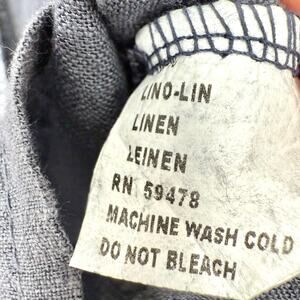 LINO-LIN
LINEN
LEINEN
RN 59478
MACHINE WASH COLD
DO NOT BLEACH